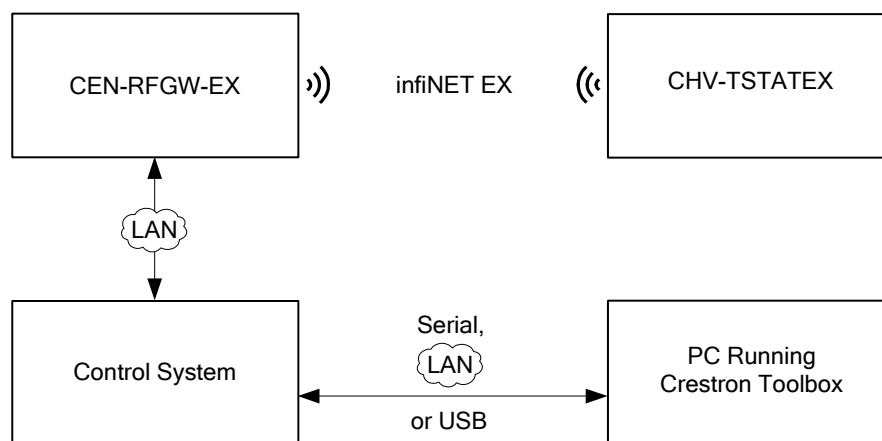 CEN-RFGW-EX
infiNET EX
CHV-TSTATEX
LAN
Control System
Serial,
LAN
or USB
PC Running
Crestron Toolbox